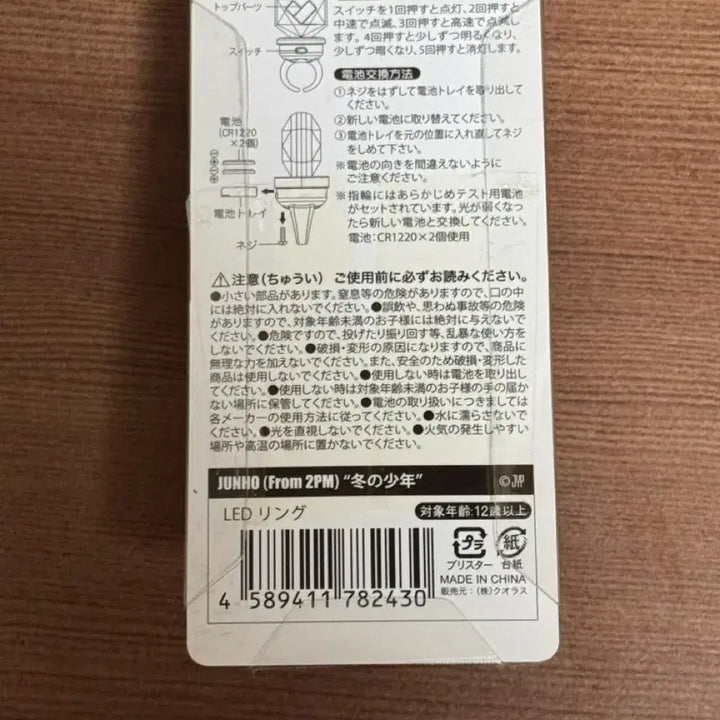 トップパーツ
スイッチ
スイッチを1回押すと点灯、2回押すと
中速で点滅、3回押すと高速で点滅し
ます。4回押すと少しずつ明るくなり、
少しずつ暗くなり、5回押すと消灯します。
電池交換方法
①ネジをはずして電池トレイを取り出して
ください。
②新しい電池に取り替えてください。
③電池トレイを元の位置に入れ直してネジ
をしめて下さい。
※電池の向きを間違えないように
ご注意ください。
※指輪にはあらかじめテスト用電池
がセットされています。光が弱くなっ
たら新しい電池と交換してください。
電池:CR1220×2個使用
電池
(CR1220
×2個)
電池トレイ
ネジ
⚠注意(ちゅうい) ご使用前に必ずお読みください。
●小さい部品があります。窒息等の危険がありますので、口の中
には絶対に入れないでください。●誤飲や、思わぬ事故等の危険
がありますので、対象年齢未満のお子様には絶対に与えないで
ください。●危険ですので、投げたり振り回す等、乱暴な使い方を
しないでください。●破損・変形の原因になりますので、商品に
無理な力を加えないでください。また、安全のため破損・変形した
商品は使用しないでください。●使用しない時は電池を取り出し
てください。●使用しない時は対象年齢未満のお子様の手の届か
ない場所に保管してください。●電池の取り扱いにつきましては
各メーカーの使用方法に従ってください。●水に濡らさないで
ください。●光を直視しないでください。●火気の発生しやすい
場所や高温の場所に置かないでください。
JUNHO (From 2PM) “冬の少年”
©JYP
LED リング
対象年齢:12歳以上
プラ
紙
ブリスター 台紙
MADE IN CHINA
販売元:(株)クオラス
4 589411 782430